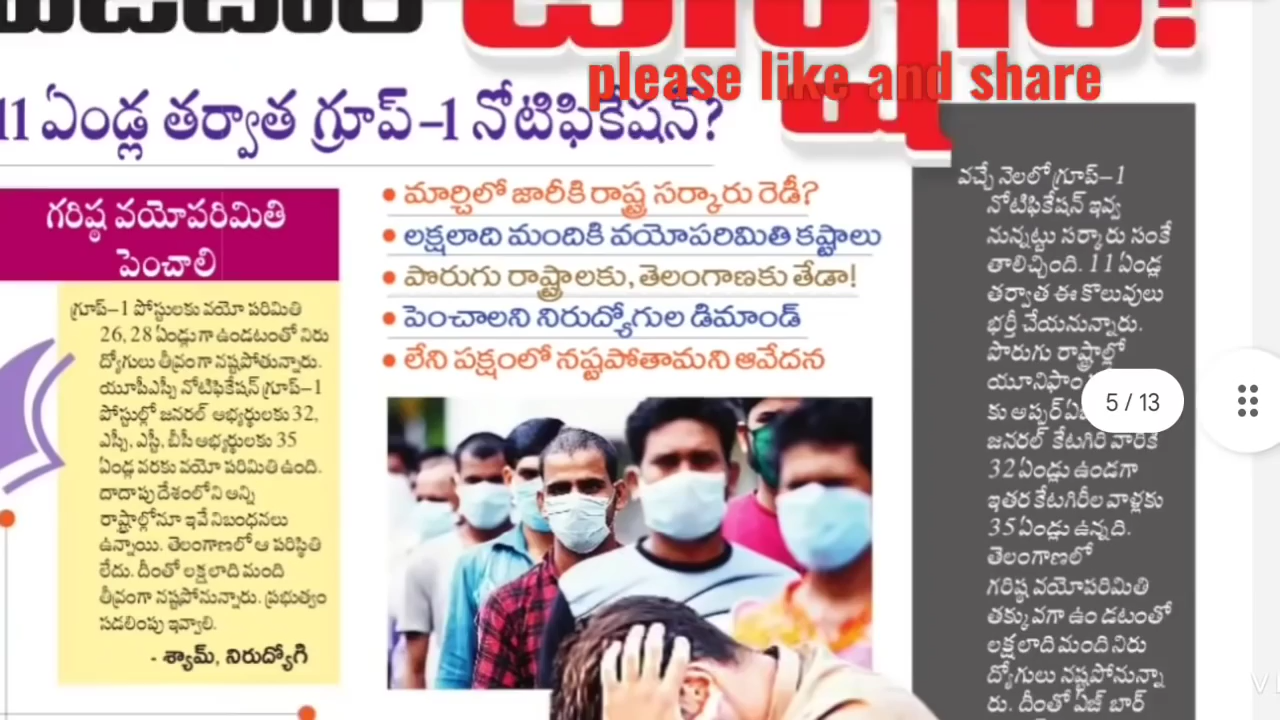 please like and share
11 ఏండ్ల తర్వాత గ్రూప్-1 నోటిఫికేషన్?
గరిష్ఠ వయోపరిమితి
పెంచాలి
గ్రూప్-1 పోస్టులకు వయో పరిమితి
26, 28 ఏండ్లుగా ఉండటంతో నిరు
ద్యోగులు తీవ్రంగా నష్టపోతున్నారు.
యూపీఎస్సీ నోటిఫికేషన్ గ్రూప్-1
పోస్టుల్లో జనరల్ అభ్యర్థులకు 32,
ఎస్సీ, ఎస్టీ, బీసీ అభ్యర్థులకు 35
ఏండ్ల వరకు వయో పరిమితి ఉంది.
దాదాపు దేశంలోని అన్ని
రాష్ట్రాల్లోనూ ఇవే నిబంధనలు
ఉన్నాయి. తెలంగాణలో ఆ పరిస్థితి
లేదు. దీంతో లక్షలాది మంది
తీవ్రంగా నష్టపోనున్నారు. ప్రభుత్వం
సడలింపు ఇవ్వాలి.
- శ్యామ్, నిరుద్యోగి
• మార్చిలో జారీకి రాష్ట్ర సర్కారు రెడీ?
• లక్షలాది మందికి వయోపరిమితి కష్టాలు
• పొరుగు రాష్ట్రాలకు, తెలంగాణకు తేడా!
• పెంచాలని నిరుద్యోగుల డిమాండ్
• లేని పక్షంలో నష్టపోతామని ఆవేదన
వచ్చే నెలలో గ్రూప్-1
నోటిఫికేషన్ ఇవ్వ
నున్నట్టు సర్కారు సంకే
తాలిచ్చింది. 11 ఏండ్ల
తర్వాత ఈ కొలువులు
భర్తీ చేయనున్నారు.
పొరుగు రాష్ట్రాల్లో
కు అప్పర్
జనరల్ కేటగిరి వారికి
32 ఏండ్లు ఉండగా
ఇతర కేటగిరీల వాళ్లకు
35 ఏండ్లు ఉన్నది.
తెలంగాణలో
గరిష్ఠ వయోపరిమితి
తక్కువగా ఉం డటంతో
లక్షలాది మంది నిరు
ద్యోగులు నష్టపోనున్నా
రు. దీంతో ఏజ్ బార్
5 / 13